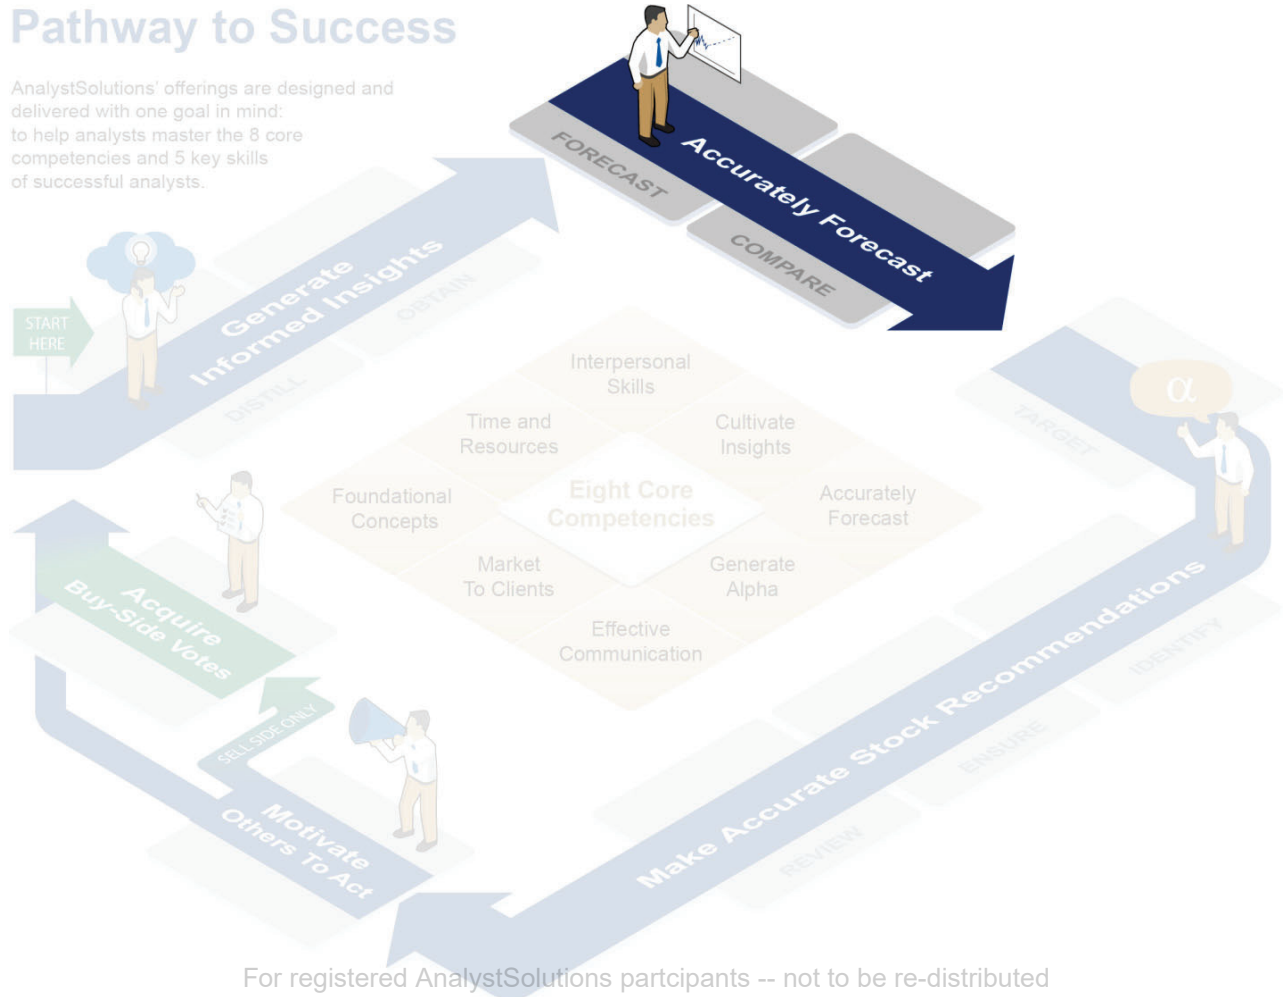 Pathway to Success
AnalystSolutions' offerings are designed and
delivered with one goal in mind:
to help analysts master the 8 core
competencies and 5 key skills
of successful analysts.
FORECAST
Accurately Forecast
COMPARE
START
HERE
Generate
Informed Insights
OBTAIN
DISTILL
TARGET
α
Interpersonal
Skills
Time and
Resources
Cultivate
Insights
Foundational
Concepts
Eight Core
Competencies
Accurately
Forecast
Market
To Clients
Generate
Alpha
Effective
Communication
Acquire
Buy-Side Votes
SELL SIDE ONLY
Motivate
Others To Act
Make Accurate Stock Recommendations
IDENTIFY
ENSURE
REVIEW
For registered AnalystSolutions partcipants -- not to be re-distributed